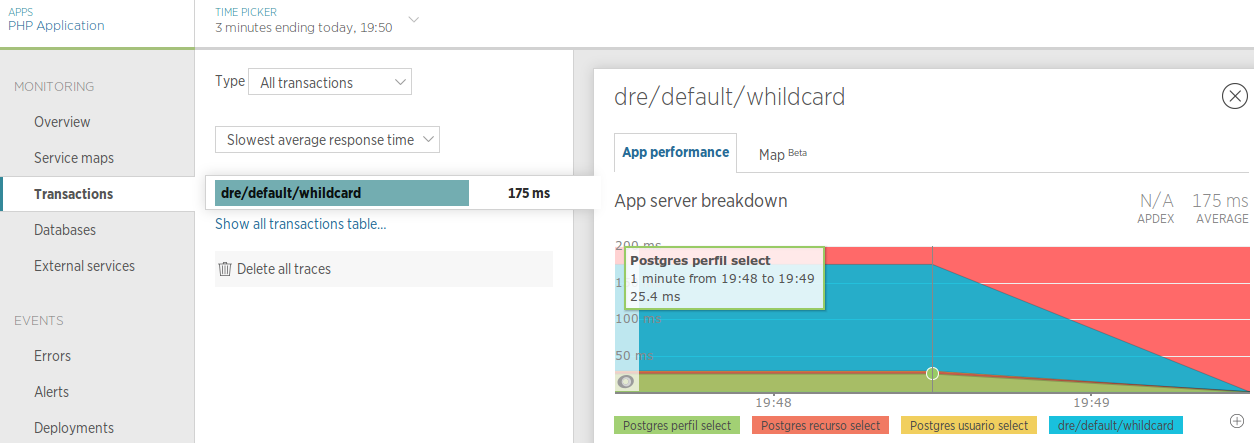 APPS
PHP Application
TIME PICKER
3 minutes ending today, 19:50
MONITORING
Overview
Service maps
Transactions
Databases
External services
EVENTS
Errors
Alerts
Deployments
Type All transactions
Slowest average response time
dre/default/whildcard 175 ms
Show all transactions table...
Delete all traces
dre/default/whildcard
App performance
Map Beta
App server breakdown
N/A
APDEX
175 ms
AVERAGE
200 ms
Postgres perfil select
1 minute from 19:48 to 19:49
25.4 ms
100 ms
50 ms
19:48
19:49
Postgres perfil select
Postgres recurso select
Postgres usuario select
dre/default/whildcard